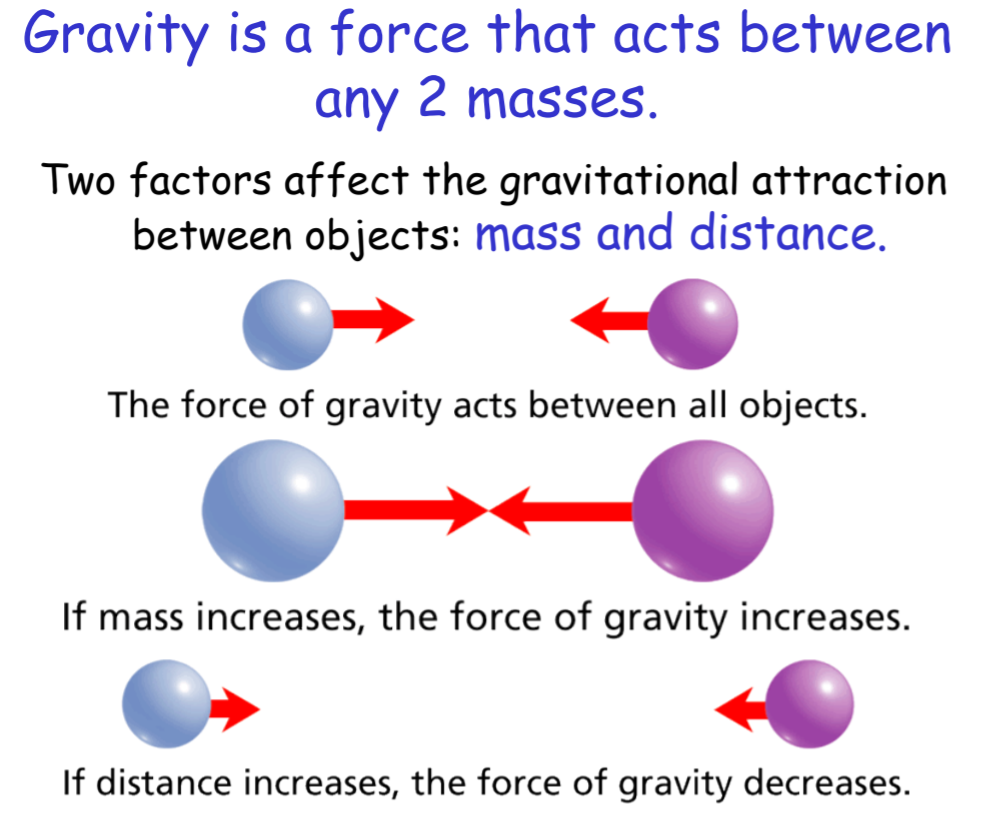 Gravity is a force that acts between
any 2 masses.
Two factors affect the gravitational attraction
between objects: mass and distance.
The force of gravity acts between all objects.
If mass increases, the force of gravity increases.
If distance increases, the force of gravity decreases.